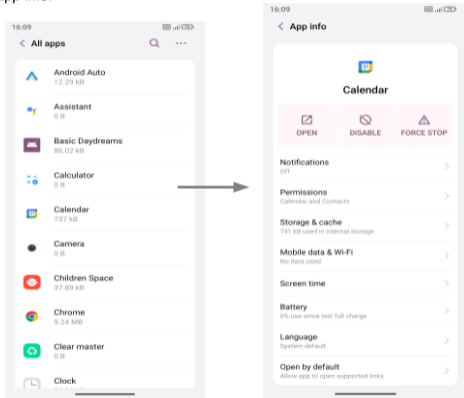 16:09
All apps
Android Auto
12.29 kB
Assistant
0 B
Basic Daydreams
86.02 kB
Calculator
0 B
Calendar
737 kB
Camera
0 B
Children Space
37.89 kB
Chrome
9.24 MB
Clear master
0 B
Clock
16:09
App info
Calendar
OPEN DISABLE FORCE STOP
Notifications
Off
Permissions
Calendar and Contacts
Storage & cache
741 kB used in internal storage
Mobile data & Wi-Fi
No data used
Screen time
Battery
0% use since last full charge
Language
System default
Open by default
Allow app to open supported links